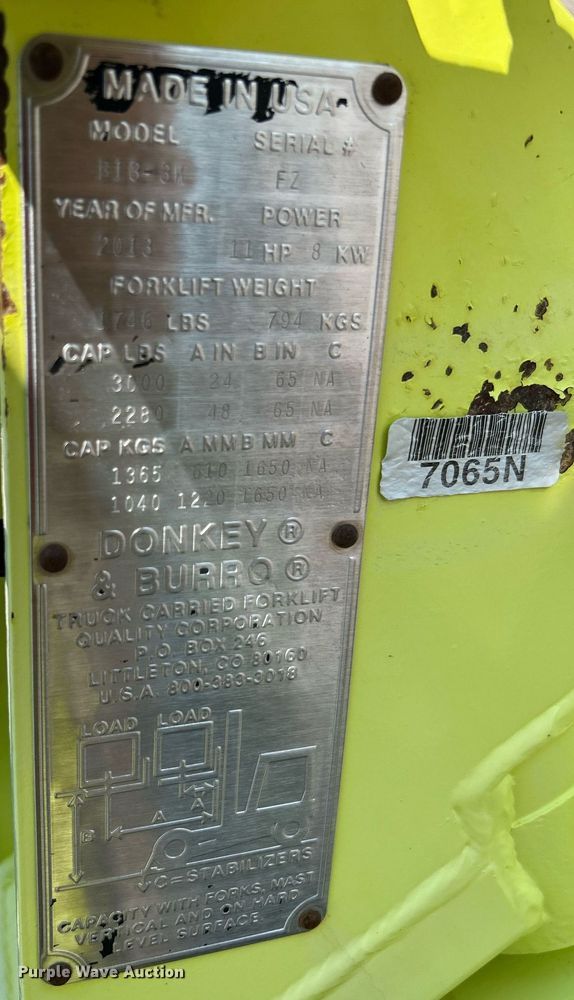 MADE IN USA
MODEL SERIAL #
FZ
YEAR OF MFR. POWER
2013 11 HP 8 KW
FORKLIFT WEIGHT
1746 LBS 794 KGS
CAP LBS A IN B IN C
3000 24 65 NA
2280 48 65 NA
CAP KGS A MM B MM C
1365 610 1650 NA
1040 1220 1650 NA
DONKEY ®
& BURRO ®
TRUCK CARRIED FORKLIFT
QUALITY CORPORATION
P.O. BOX 246
LITTLETON, CO 80160
U.S.A. 800-383-3018
LOAD LOAD
A A
B
C=STABILIZERS
CAPACITY WITH FORKS, MAST
VERTICAL AND ON HARD
LEVEL SURFACE.
7065N
Purple Wave Auction